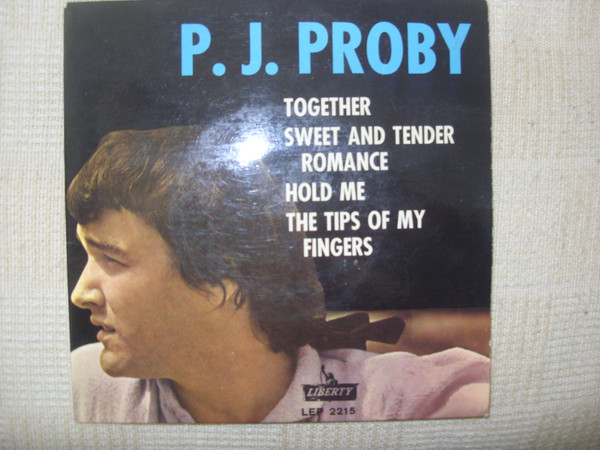 P. J. PROBY
TOGETHER
SWEET AND TENDER
ROMANCE
HOLD ME
THE TIPS OF MY
FINGERS
LIBERTY
LEP 2215